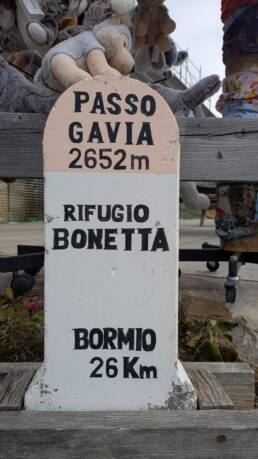 PASSO
GAVIA
2652m
RIFUGIO
BONETTA
BORMIO
26 Km